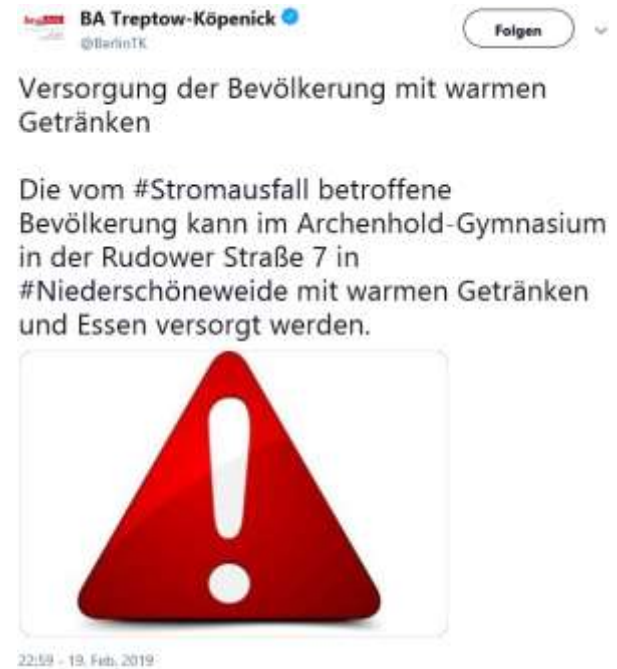 BA Treptow-Köpenick
@BerlinTK
Folgen
Versorgung der Bevölkerung mit warmen
Getränken
Die vom #Stromausfall betroffene
Bevölkerung kann im Archenhold-Gymnasium
in der Rudower Straße 7 in
#Niederschöneweide mit warmen Getränken
und Essen versorgt werden.
22:59 - 19. Feb. 2019